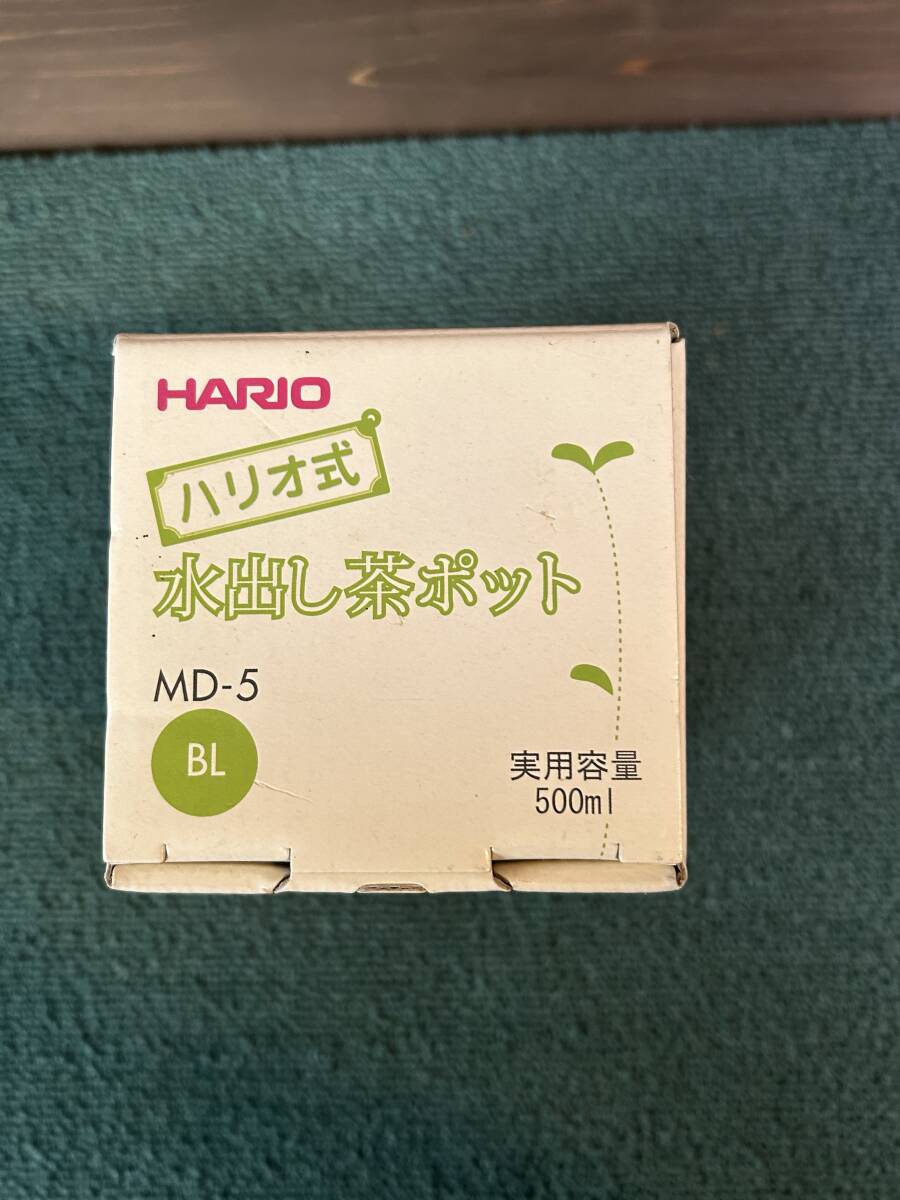 HARIO
ハリオ式
水出し茶ポット
MD-5
BL
実用容量
500ml